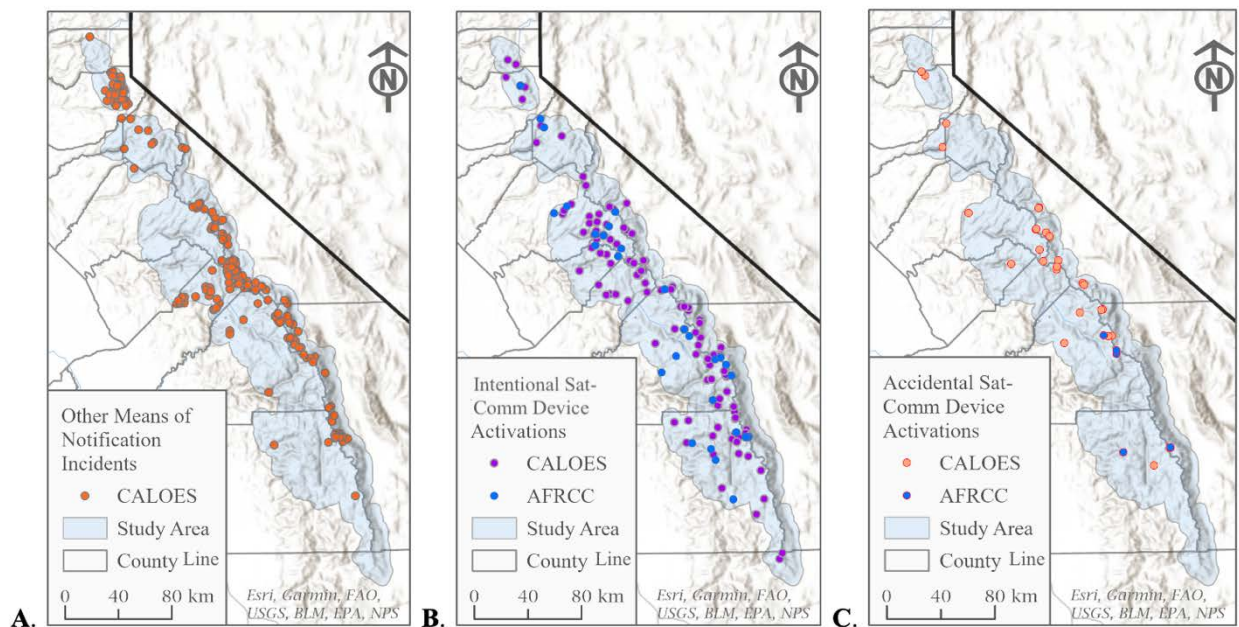 N
Other Means of
Notification
Incidents
CALOES
Study Area
County Line
0 40 80 km
Esri, Garmin, FAO,
USGS, BLM, EPA, NPS
A.
N
Intentional Sat-
Comm Device
Activations
CALOES
AFRCC
Study Area
County Line
0 40 80 km
Esri, Garmin, FAO,
USGS, BLM, EPA, NPS
B.
N
Accidental Sat-
Comm Device
Activations
CALOES
AFRCC
Study Area
County Line
0 40 80 km
Esri, Garmin, FAO,
USGS, BLM, EPA, NPS
C.